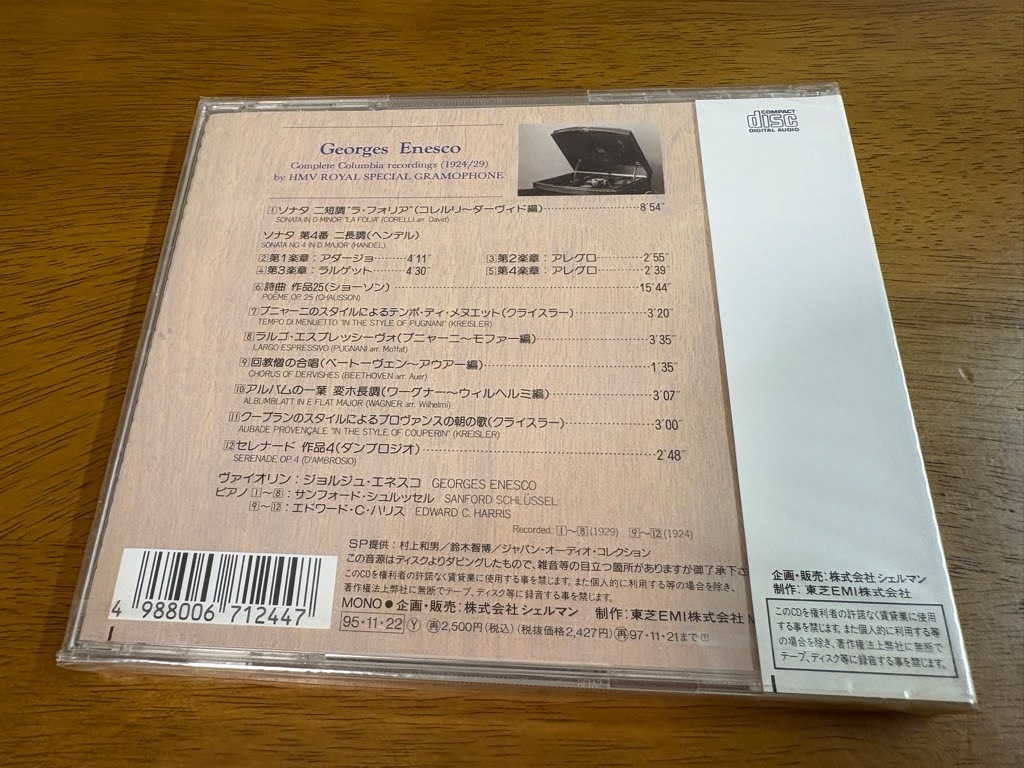 Georges Enesco
Complete Columbia recordings (1924/29)
by HMV ROYAL SPECIAL GRAMOPHONE
COMPACT
disc
DIGITAL AUDIO
1 ソナタ ニ短調“ラ・フォリア”(コレルリ〜ダーヴィド編) 8′54″
SONATA IN D MINOR "LA FOLIA" (CORELLI arr. David)
ソナタ 第4番 ニ長調(ヘンデル)
SONATA NO. 4 IN D MAJOR (HANDEL)
2 第1楽章:アダージョ 4′11″ 3 第2楽章:アレグロ 2′55″
4 第3楽章:ラルゲット 4′30″ 5 第4楽章:アレグロ 2′39″
6 詩曲 作品25(ショーソン) 15′44″
POEME OP. 25 (CHAUSSON)
7 プニャーニのスタイルによるテンポ・ディ・メヌエット(クライスラー) 3′20″
TEMPO DI MENUETTO "IN THE STYLE OF PUGNANI" (KREISLER)
8 ラルゴ・エスプレッシーヴォ(プニャーニ〜モファー編) 3′35″
LARGO ESPRESSIVO (PUGNANI arr. Moffat)
9 回教僧の合唱(ベートーヴェン〜アウアー編) 1′35″
CHORUS OF DERVISHES (BEETHOVEN arr. Auer)
10 アルバムの一葉 変ホ長調(ワーグナー〜ウィルヘルミ編) 3′07″
ALBUMBLATT IN E FLAT MAJOR (WAGNER arr. Wilhelmi)
11 クープランのスタイルによるプロヴァンスの朝の歌(クライスラー) 3′00″
AUBADE PROVENÇALE "IN THE STYLE OF COUPERIN" (KREISLER)
12 セレナード 作品4(ダンブロジオ) 2′48″
SERENADE OP. 4 (D'AMBROSIO)
ヴァイオリン:ジョルジュ・エネスコ GEORGES ENESCO
ピアノ 1〜8:サンフォード・シュルッセル SANFORD SCHLÜSSEL
9〜12:エドワード・C・ハリス EDWARD C. HARRIS
Recorded: 1〜8 (1929) 9〜12 (1924)
SP提供:村上和男/鈴木智博/ジャパン・オーディオ・コレクション
この音源はディスクよりダビングしたもので、雑音等の目立つ個所がありますが御了承下さ
このCDを権利者の許諾なく賃貸業に使用する事を禁じます。また個人的に利用する等の場合を除き、
著作権法上弊社に無断でテープ、ディスク等に録音する事を禁じます。
MONO ● 企画・販売:株式会社 シェルマン 制作:東芝EMI株式会社
95・11・22 Ⓨ 再 2,500円(税込) (税抜価格2,427円) 再 97・11・21まで
4 988006 712447
企画・販売:株式会社 シェルマン
制作:東芝EMI株式会社
このCDを権利者の許諾なく賃貸業に使用
する事を禁じます。また個人的に利用する等
の場合を除き、著作権法上弊社に無断で
テープ、ディスク等に録音する事を禁じます。